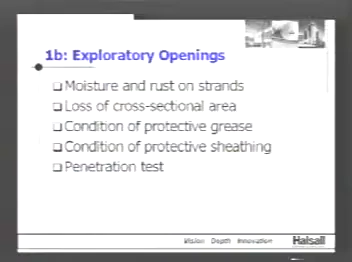 1b: Exploratory Openings
Moisture and rust on strands
Loss of cross-sectional area
Condition of protective grease
Condition of protective sheathing
Penetration test
Vision Depth Innovation Halsall